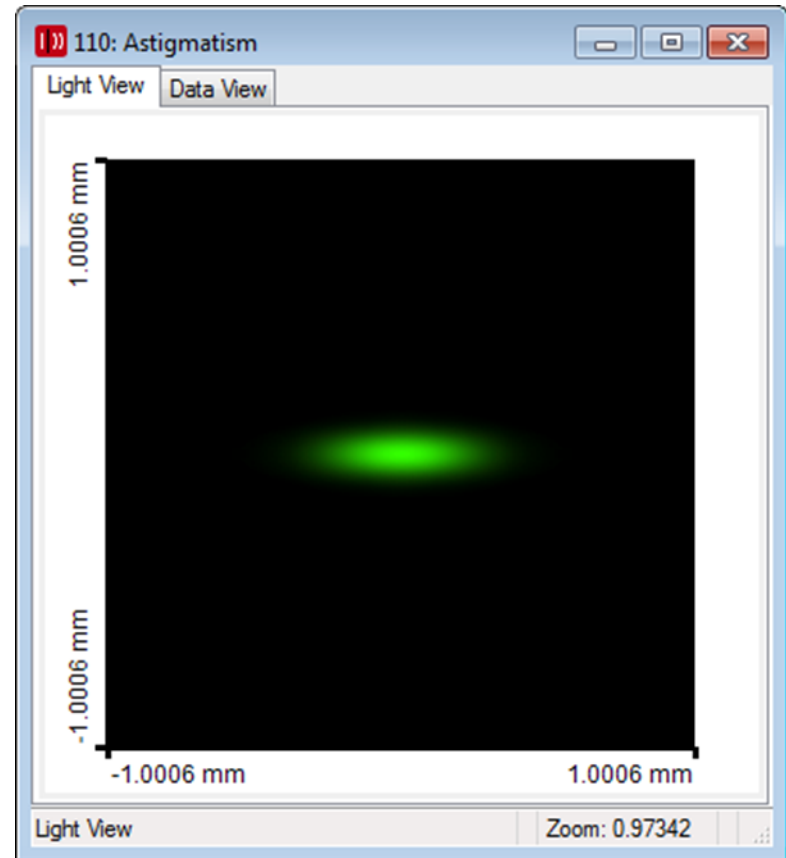 110: Astigmatism
Light View Data View
1.0006 mm
-1.0006 mm
-1.0006 mm 1.0006 mm
Light View Zoom: 0.97342